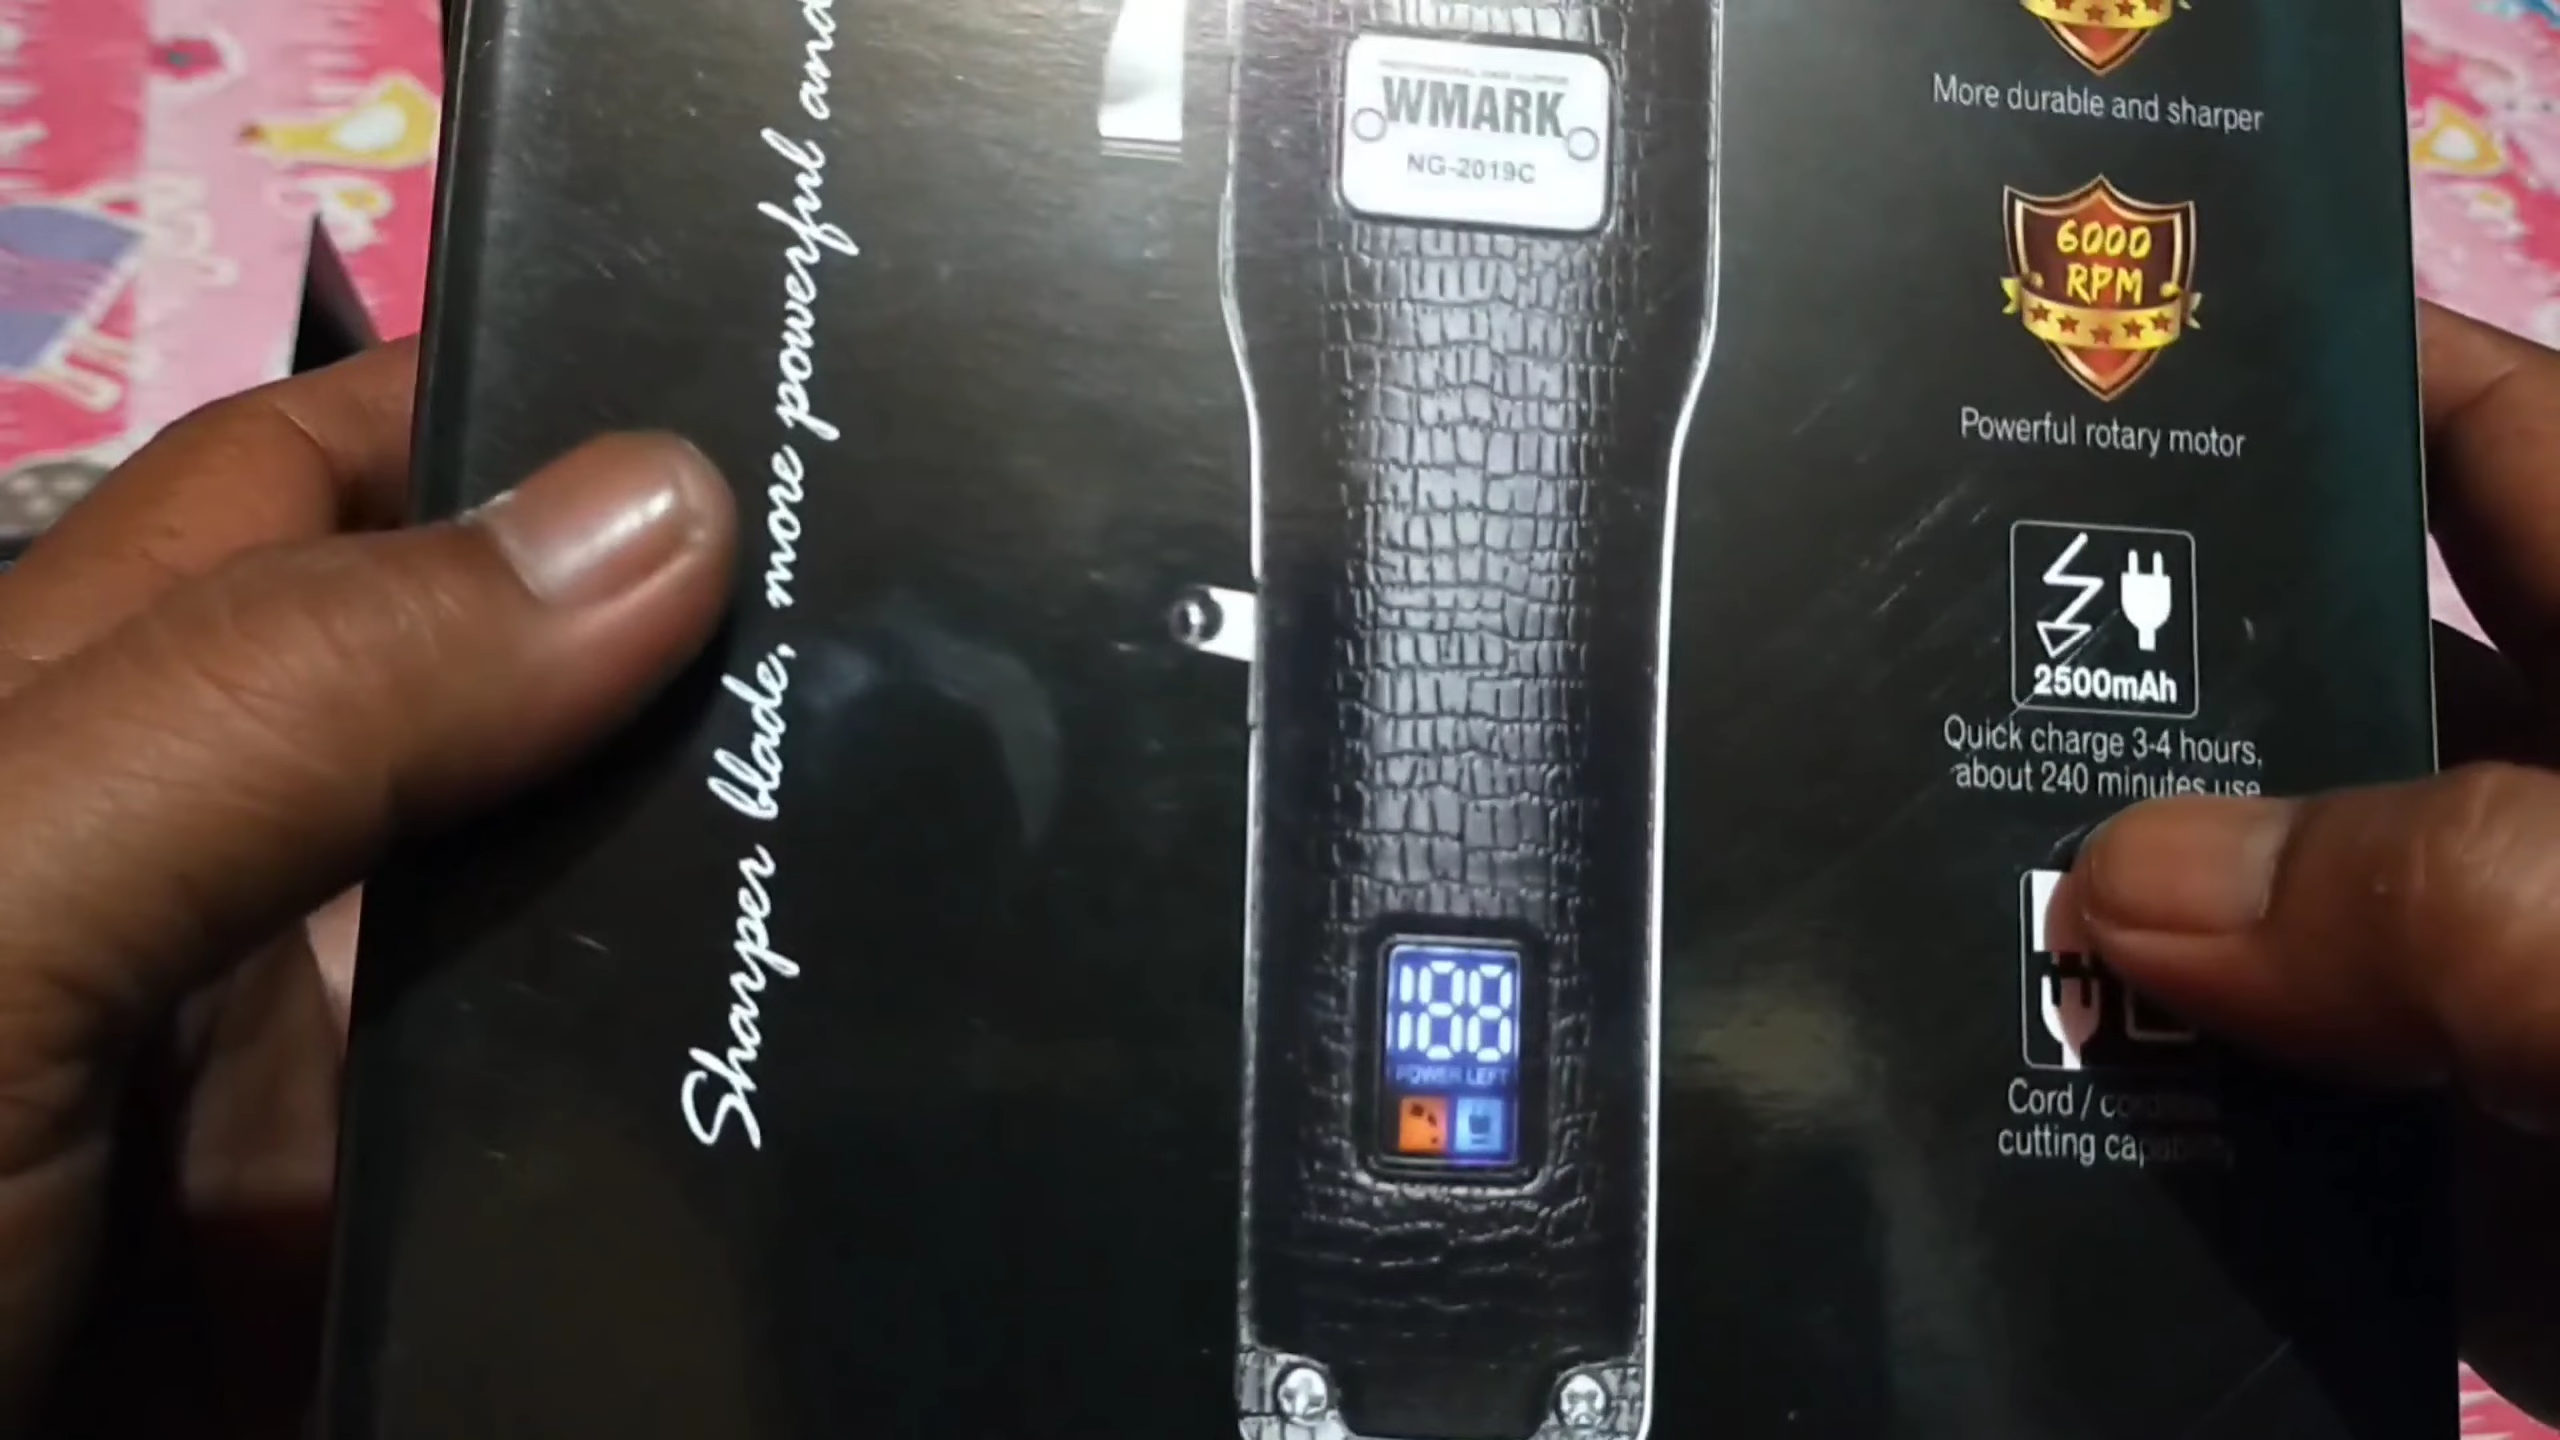 Sharper blade, more powerful and
WMARK
NG-2019C
188
POWER LEFT
More durable and sharper
6000
RPM
Powerful rotary motor
2500mAh
Quick charge 3-4 hours,
about 240 minutes use
Cord /
cutting